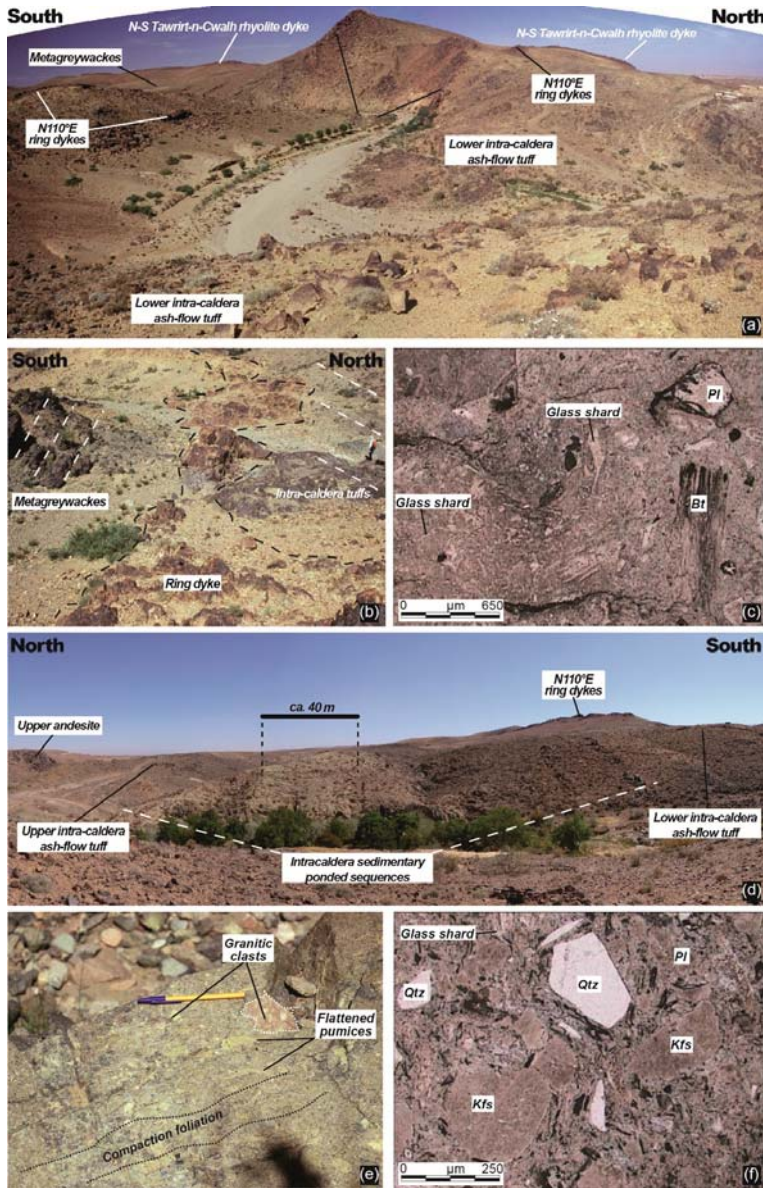 South
North
N-S Tawrirt-n-Cwalh rhyolite dyke
N-S Tawrirt-n-Cwalh rhyolite dyke
Metagreywackes
N110°E
ring dykes
N110°E
ring dykes
Lower intra-caldera
ash-flow tuff
Lower intra-caldera
ash-flow tuff
(a)
South
North
Metagreywackes
Intra-caldera tuffs
Ring dyke
(b)
Pl
Glass shard
Glass shard
Bt
0 µm 650
(c)
North
South
N110°E
ring dykes
ca. 40 m
Upper andesite
Upper intra-caldera
ash-flow tuff
Lower intra-caldera
ash-flow tuff
Intracaldera sedimentary
ponded sequences
(d)
Granitic
clasts
Flattened
pumices
Compaction foliation
(e)
Glass shard
Pl
Qtz
Qtz
Kfs
Kfs
0 µm 250
(f)